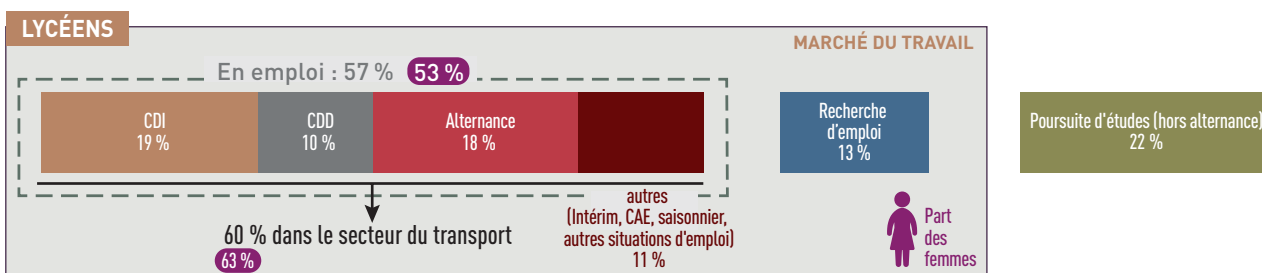 LYCÉENS
MARCHÉ DU TRAVAIL
En emploi : 57 % 53 %
CDI
19 %
CDD
10 %
Alternance
18 %
Recherche
d'emploi
13 %
Poursuite d'études (hors alternance)
22 %
60 % dans le secteur du transport
63 %
autres
(Intérim, CAE, saisonnier,
autres situations d'emploi)
11 %
Part
des
femmes